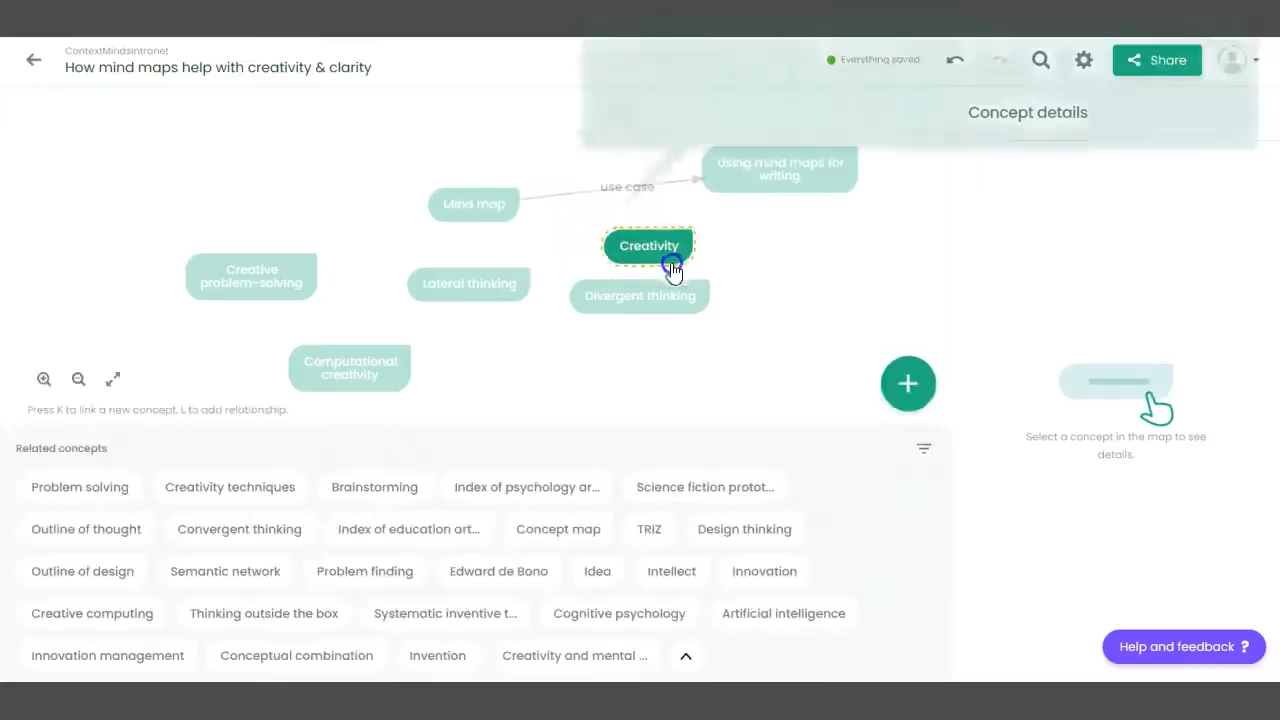 ContextMindsintranet
How mind maps help with creativity & clarity
Everything saved
Share
Concept details
Using mind maps for
writing
use case
Mind map
Creativity
Creative
problem-solving
Lateral thinking
Divergent thinking
Computational
creativity
Press K to link a new concept, L to add relationship.
Select a concept in the map to see
details.
Related concepts
Problem solving
Creativity techniques
Brainstorming
Index of psychology ar...
Science fiction protot...
Outline of thought
Convergent thinking
Index of education art...
Concept map
TRIZ
Design thinking
Outline of design
Semantic network
Problem finding
Edward de Bono
Idea
Intellect
Innovation
Creative computing
Thinking outside the box
Systematic inventive t...
Cognitive psychology
Artificial intelligence
Innovation management
Conceptual combination
Invention
Creativity and mental ...
Help and feedback ?